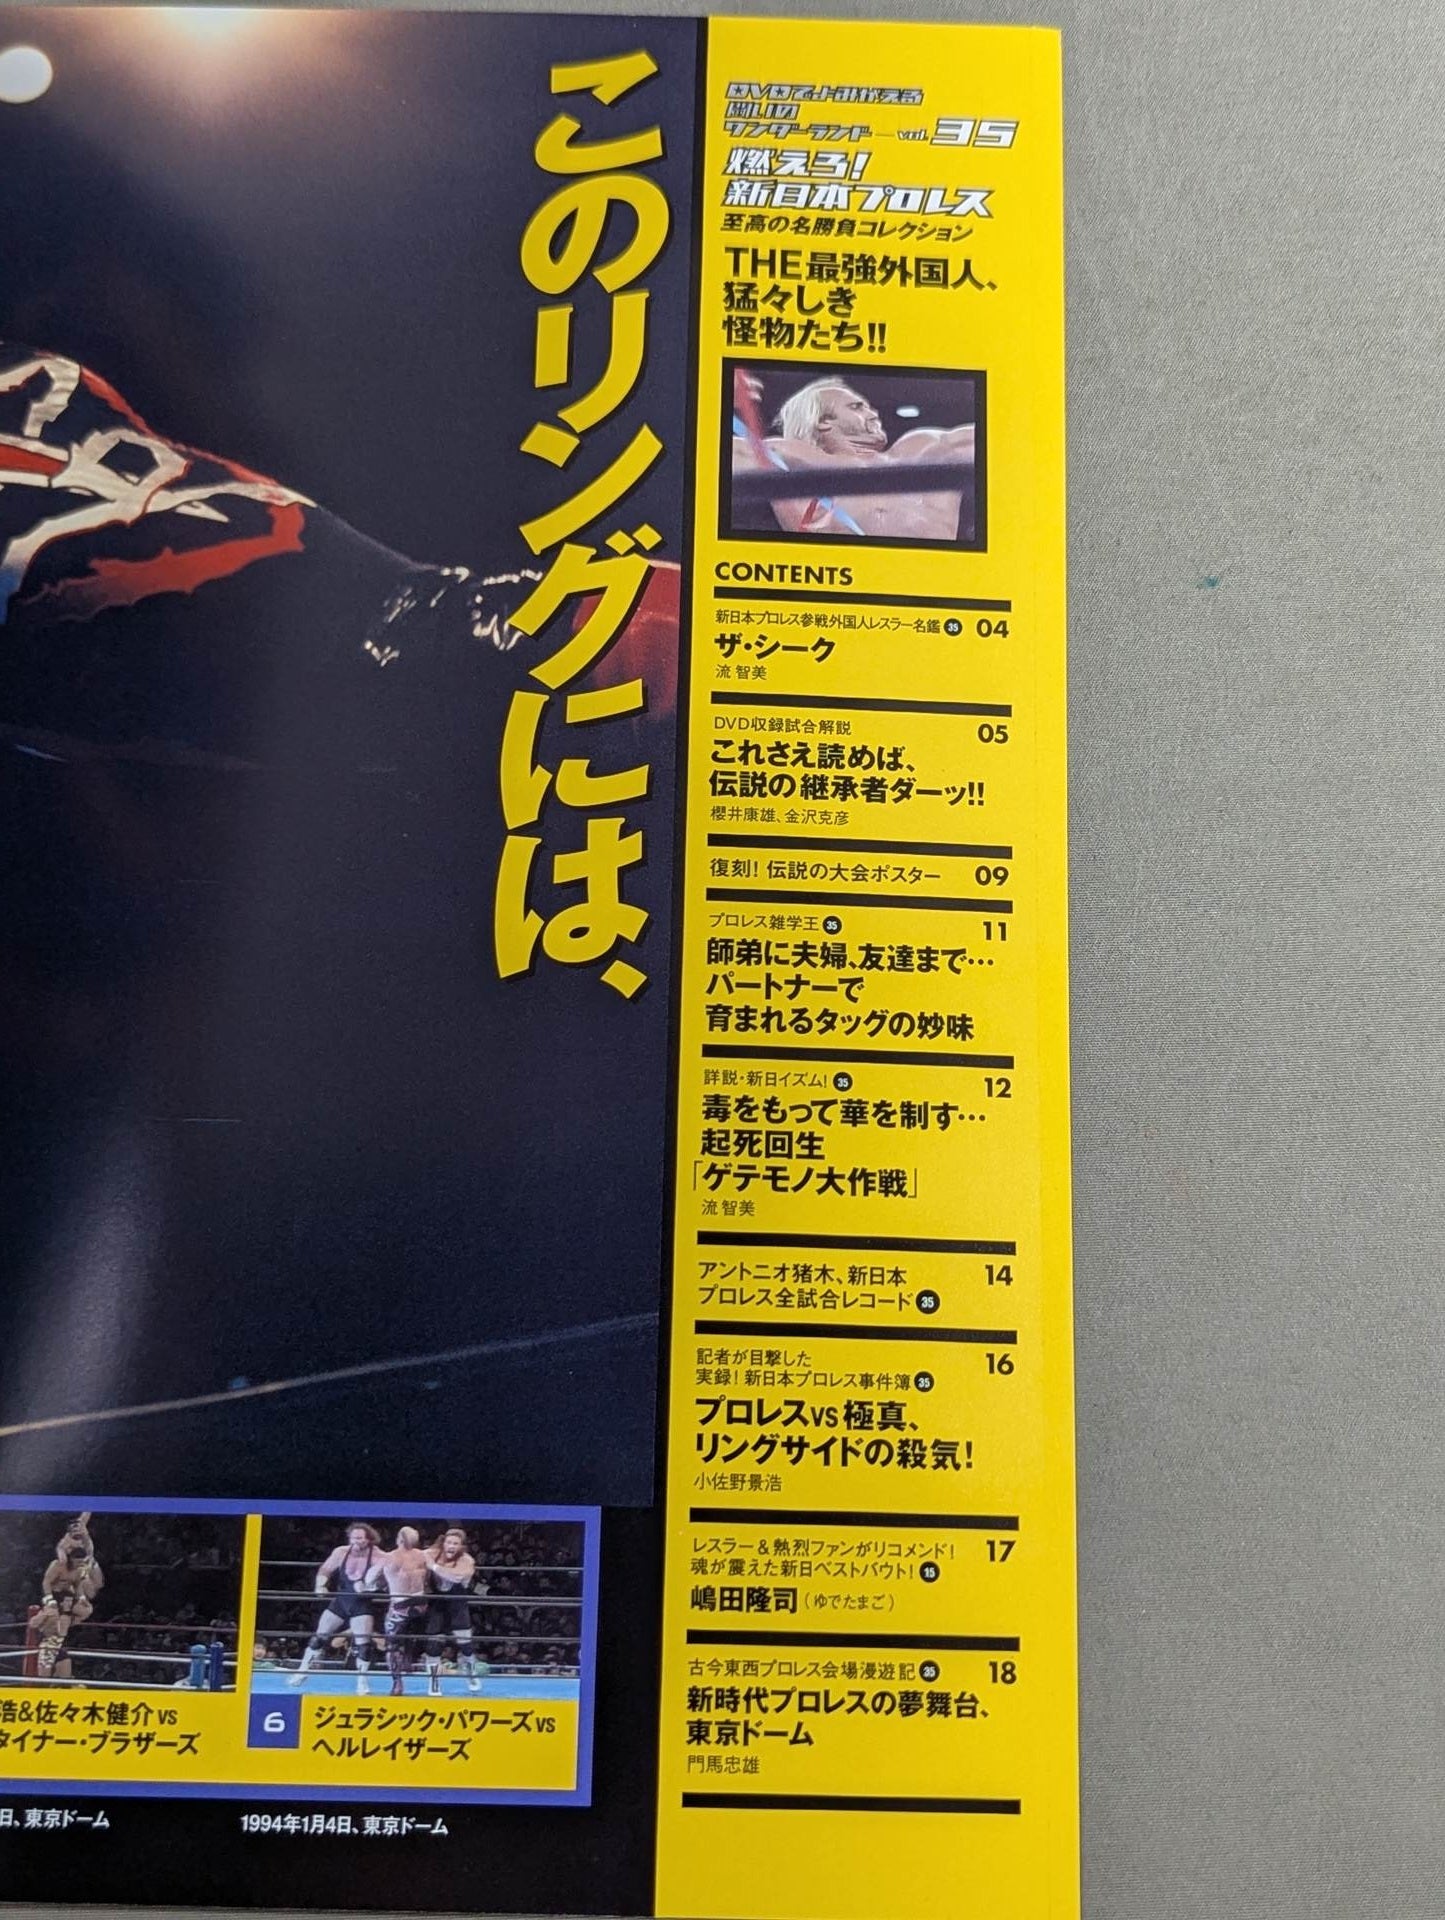 このリングには、
DVDでよみがえる
闘いの
ワンダーランド—vol.35
燃えろ!
新日本プロレス
至高の名勝負コレクション
THE最強外国人、
猛々しき
怪物たち!!
CONTENTS
新日本プロレス参戦外国人レスラー名鑑 35 04
ザ・シーク
流 智美
DVD収録試合解説 05
これさえ読めば、
伝説の継承者ダーッ!!
櫻井康雄、金沢克彦
復刻! 伝説の大会ポスター 09
プロレス雑学王 35 11
師弟に夫婦、友達まで…
パートナーで
育まれるタッグの妙味
詳説・新日イズム! 35 12
毒をもって華を制す…
起死回生
「ゲテモノ大作戦」
流 智美
アントニオ猪木、新日本 14
プロレス全試合レコード 35
記者が目撃した 16
実録! 新日本プロレス事件簿 35
プロレスvs極真、
リングサイドの殺気!
小佐野景浩
レスラー&熱烈ファンがリコメンド! 17
魂が震えた新日ベストバウト! 15
嶋田隆司(ゆでたまご)
古今東西プロレス会場漫遊記 35 18
新時代プロレスの夢舞台、
東京ドーム
門馬忠雄
浩&佐々木健介vs
タイナー・ブラザーズ
日、東京ドーム
6 ジュラシック・パワーズvs
ヘルレイザーズ
1994年1月4日、東京ドーム